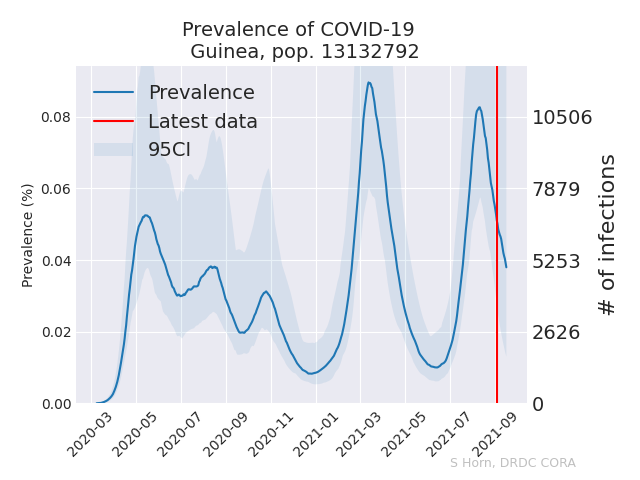 Prevalence of COVID-19
Guinea, pop. 13132792
Prevalence
Latest data
95CI
Prevalence (%)
0.08
0.06
0.04
0.02
0.00
10506
7879
5253
2626
0
# of infections
2020-03
2020-05
2020-07
2020-09
2020-11
2021-01
2021-03
2021-05
2021-07
2021-09
S Horn, DRDC CORA